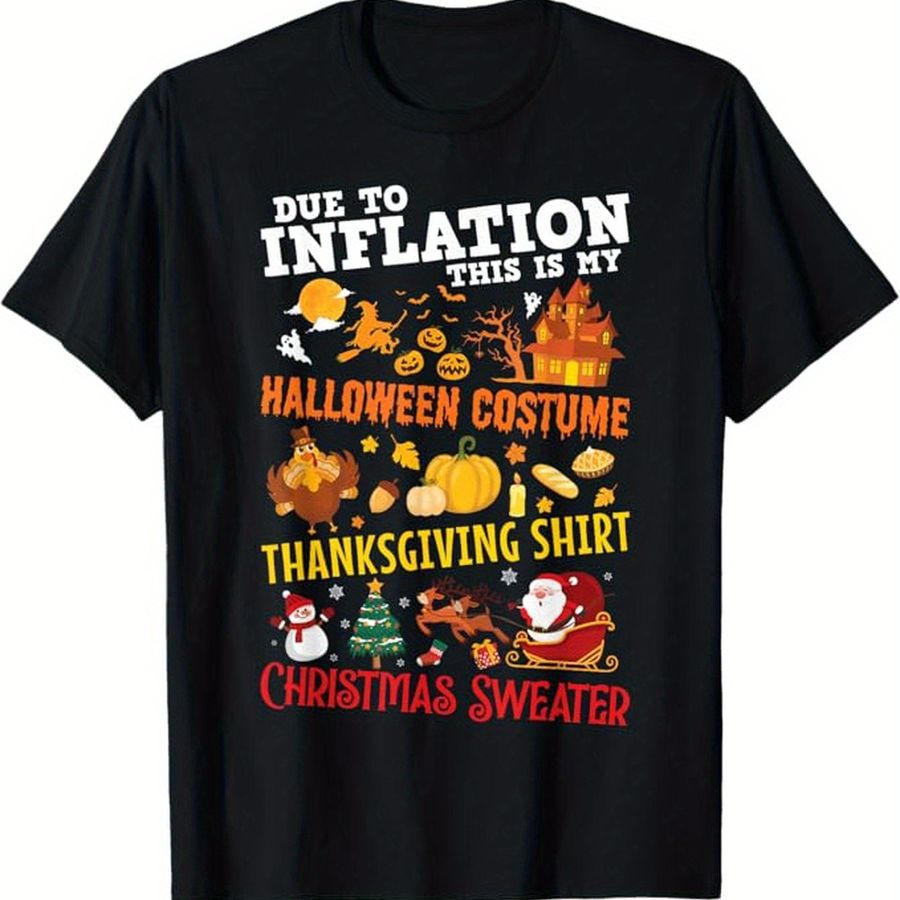 DUE TO
INFLATION
THIS IS MY
HALLOWEEN COSTUME
THANKSGIVING SHIRT
CHRISTMAS SWEATER